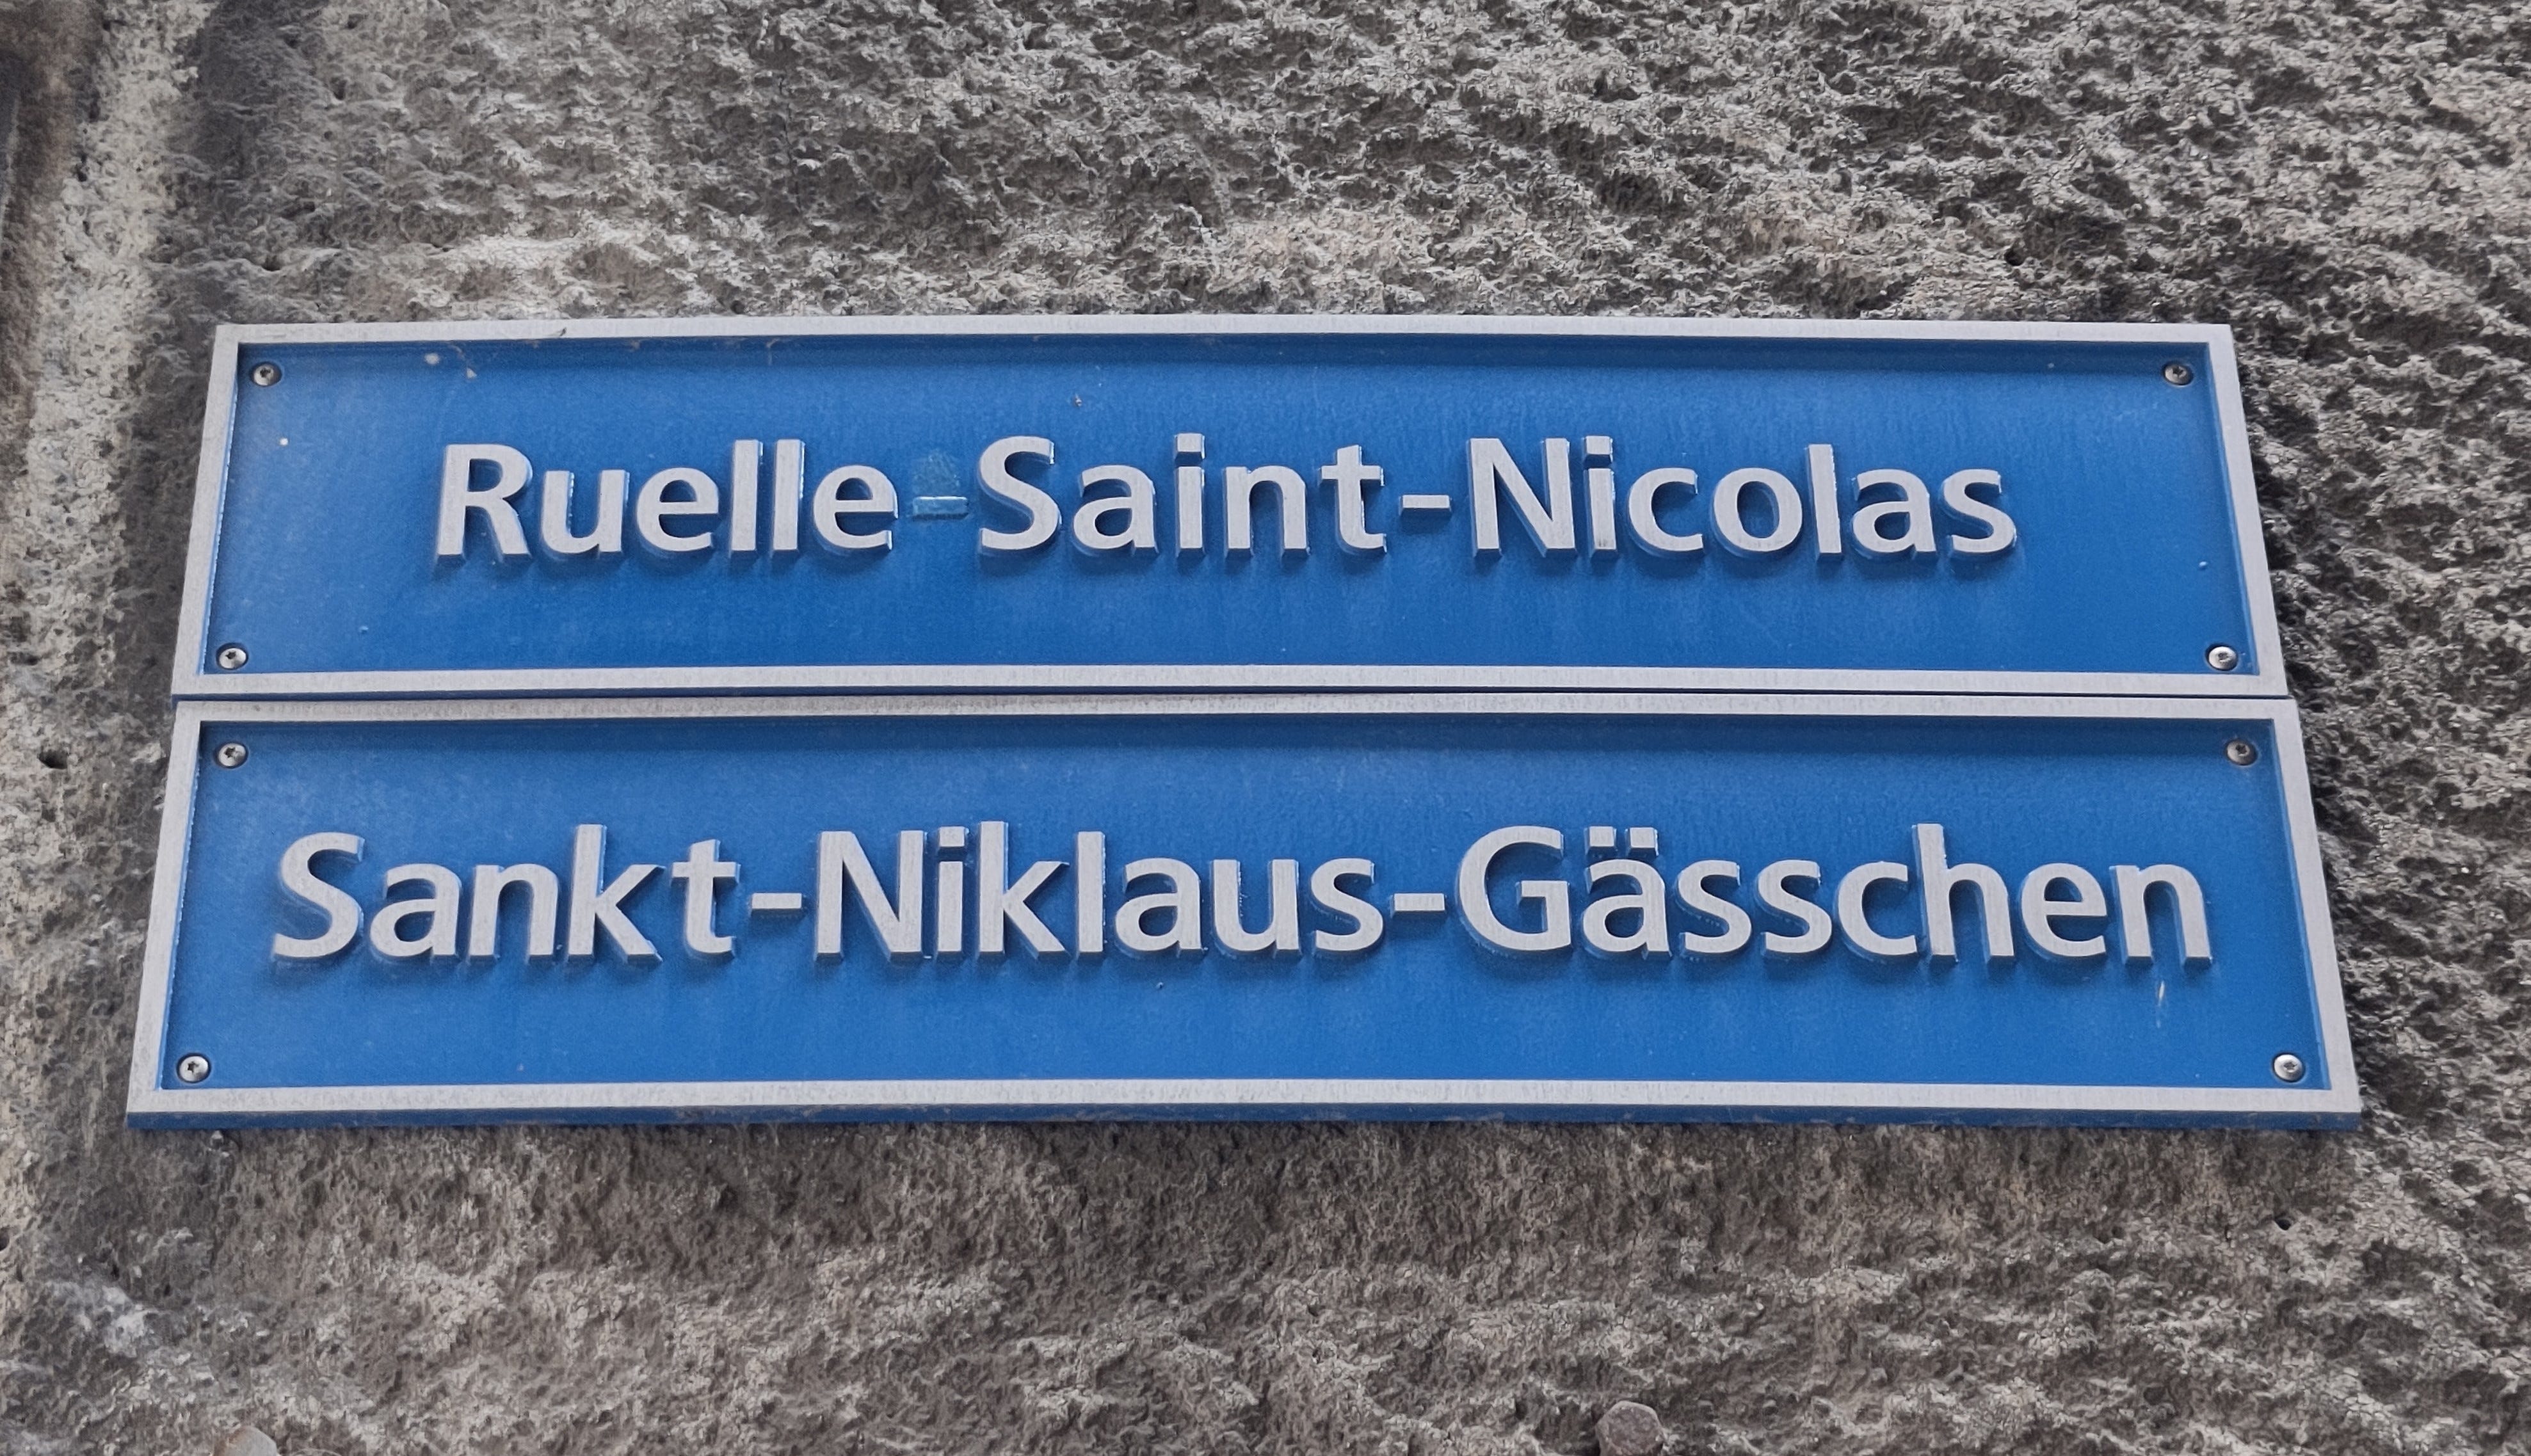 Ruelle Saint-Nicolas
Sankt-Niklaus-Gässchen